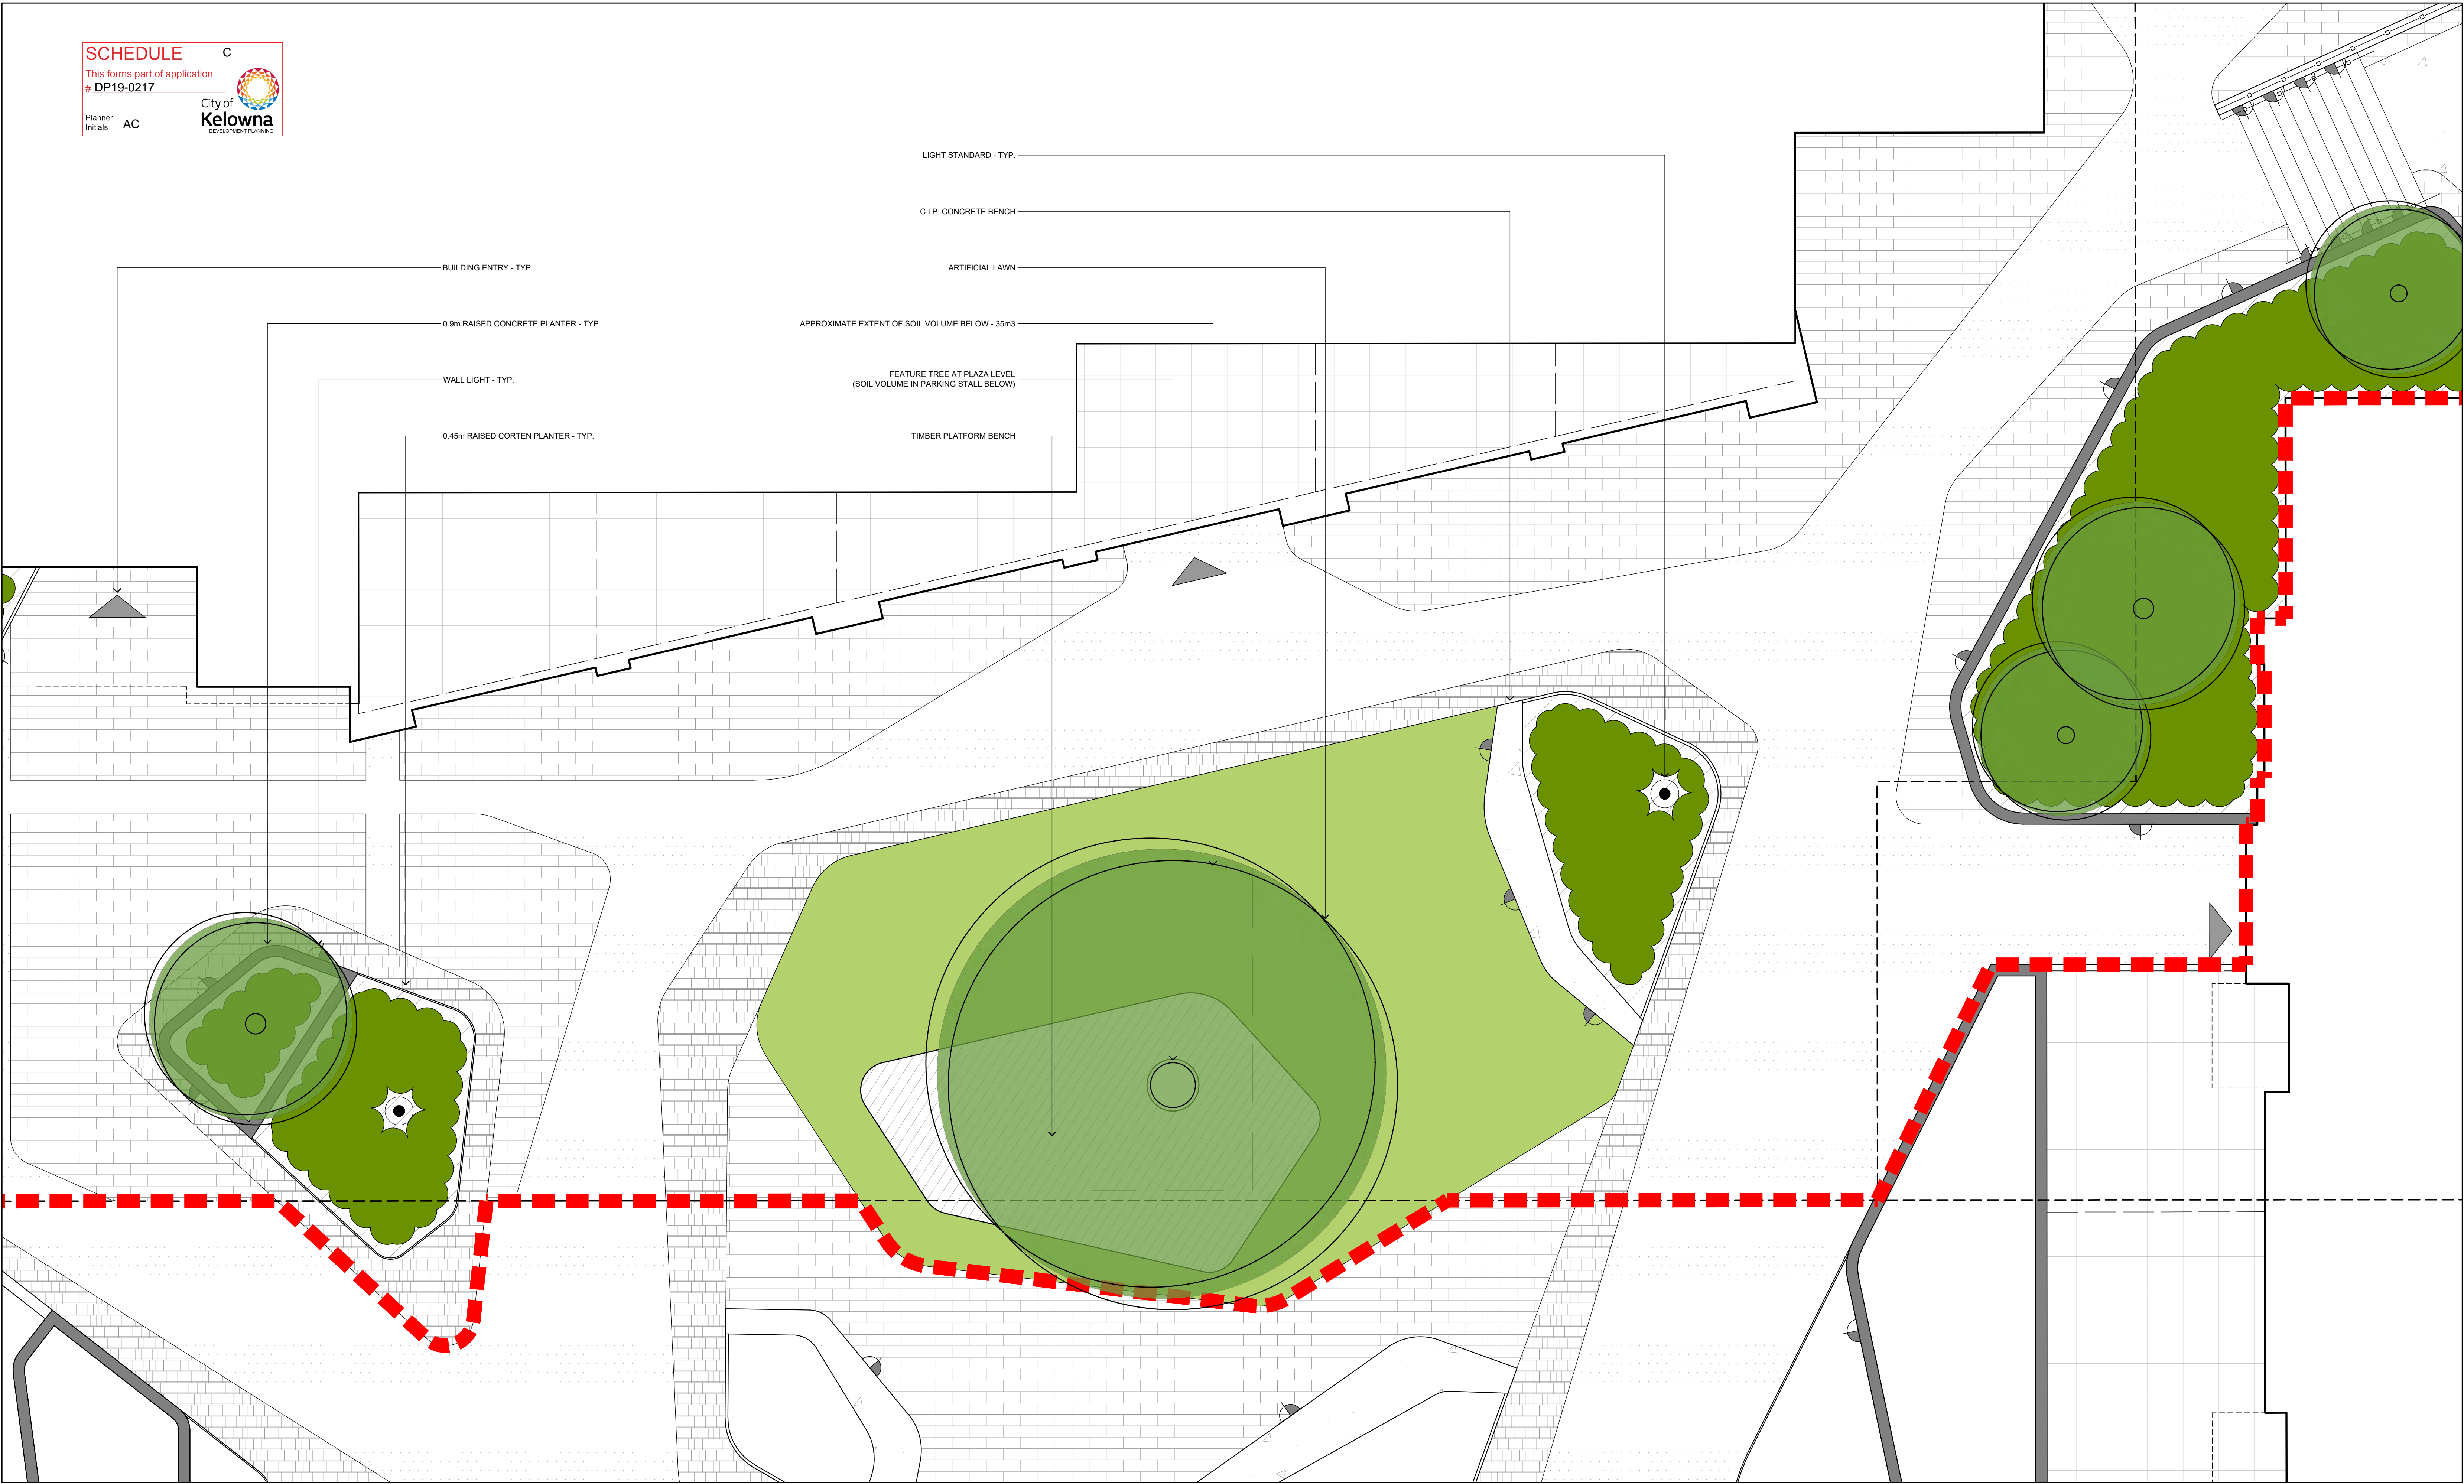 SCHEDULE C
This forms part of application
# DP19-0217
City of
Kelowna
DEVELOPMENT PLANNING
Planner
Initials AC
LIGHT STANDARD - TYP.
C.I.P. CONCRETE BENCH
BUILDING ENTRY - TYP.
ARTIFICIAL LAWN
0.9m RAISED CONCRETE PLANTER - TYP.
APPROXIMATE EXTENT OF SOIL VOLUME BELOW - 35m3
WALL LIGHT - TYP.
FEATURE TREE AT PLAZA LEVEL
(SOIL VOLUME IN PARKING STALL BELOW)
0.45m RAISED CORTEN PLANTER - TYP.
TIMBER PLATFORM BENCH